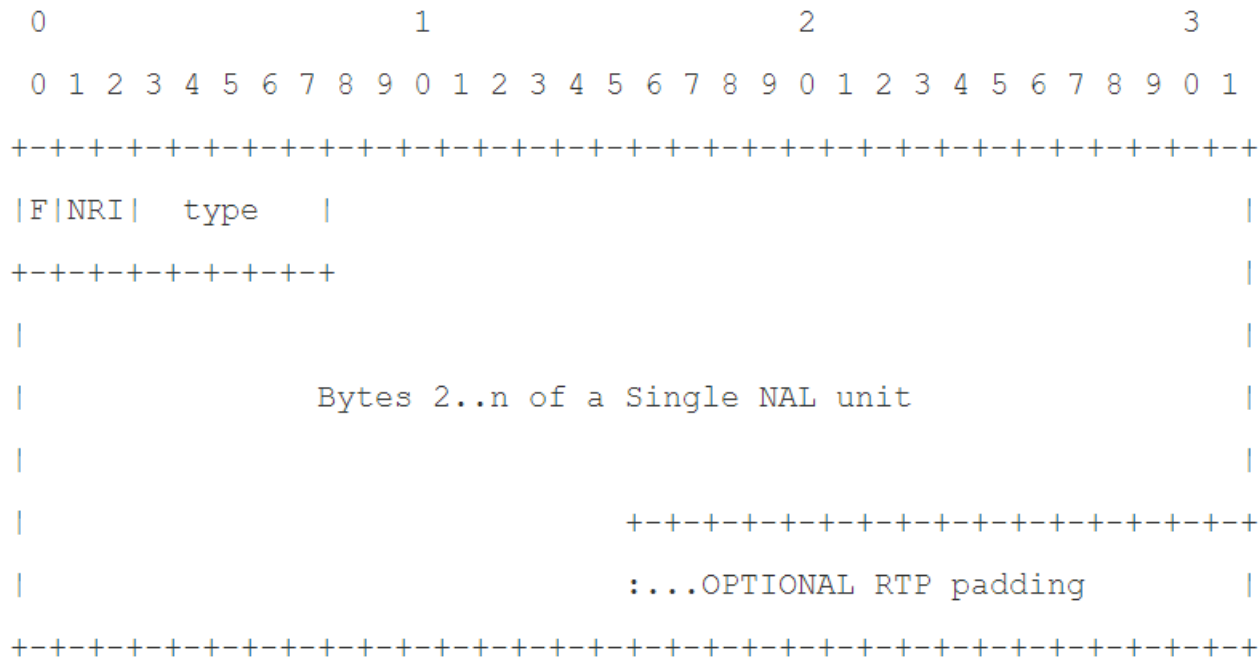 0                   1                   2                   3
0 1 2 3 4 5 6 7 8 9 0 1 2 3 4 5 6 7 8 9 0 1 2 3 4 5 6 7 8 9 0 1
+-+-+-+-+-+-+-+-+-+-+-+-+-+-+-+-+-+-+-+-+-+-+-+-+-+-+-+-+-+-+-+-+
|F|NRI|  type   |                                               |
+-+-+-+-+-+-+-+-+                                               |
|                                                               |
|               Bytes 2..n of a Single NAL unit                 |
|                                                               |
|                               +-+-+-+-+-+-+-+-+-+-+-+-+-+-+-+-+
|                               :...OPTIONAL RTP padding        |
+-+-+-+-+-+-+-+-+-+-+-+-+-+-+-+-+-+-+-+-+-+-+-+-+-+-+-+-+-+-+-+-+